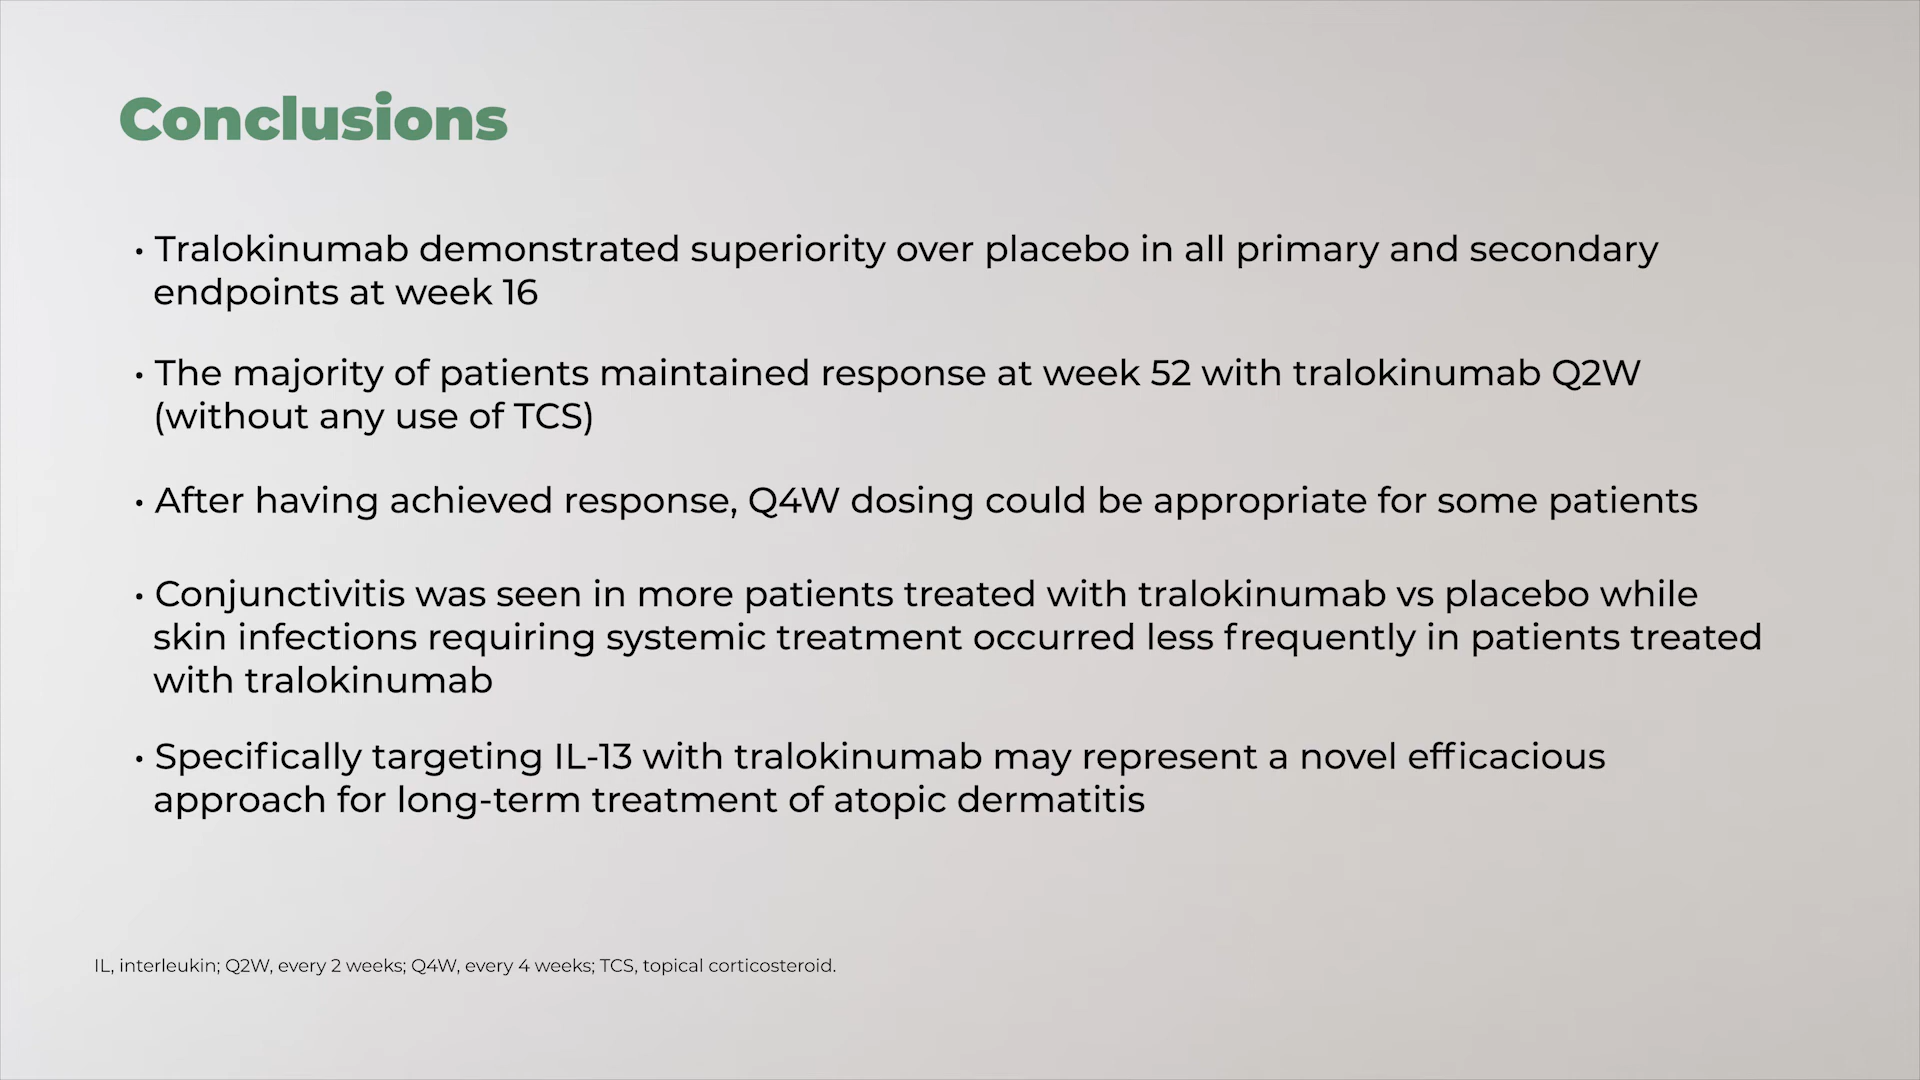 Conclusions
• Tralokinumab demonstrated superiority over placebo in all primary and secondary
endpoints at week 16
• The majority of patients maintained response at week 52 with tralokinumab Q2W
(without any use of TCS)
• After having achieved response, Q4W dosing could be appropriate for some patients
• Conjunctivitis was seen in more patients treated with tralokinumab vs placebo while
skin infections requiring systemic treatment occurred less frequently in patients treated
with tralokinumab
• Specifically targeting IL-13 with tralokinumab may represent a novel efficacious
approach for long-term treatment of atopic dermatitis
IL, interleukin; Q2W, every 2 weeks; Q4W, every 4 weeks; TCS, topical corticosteroid.